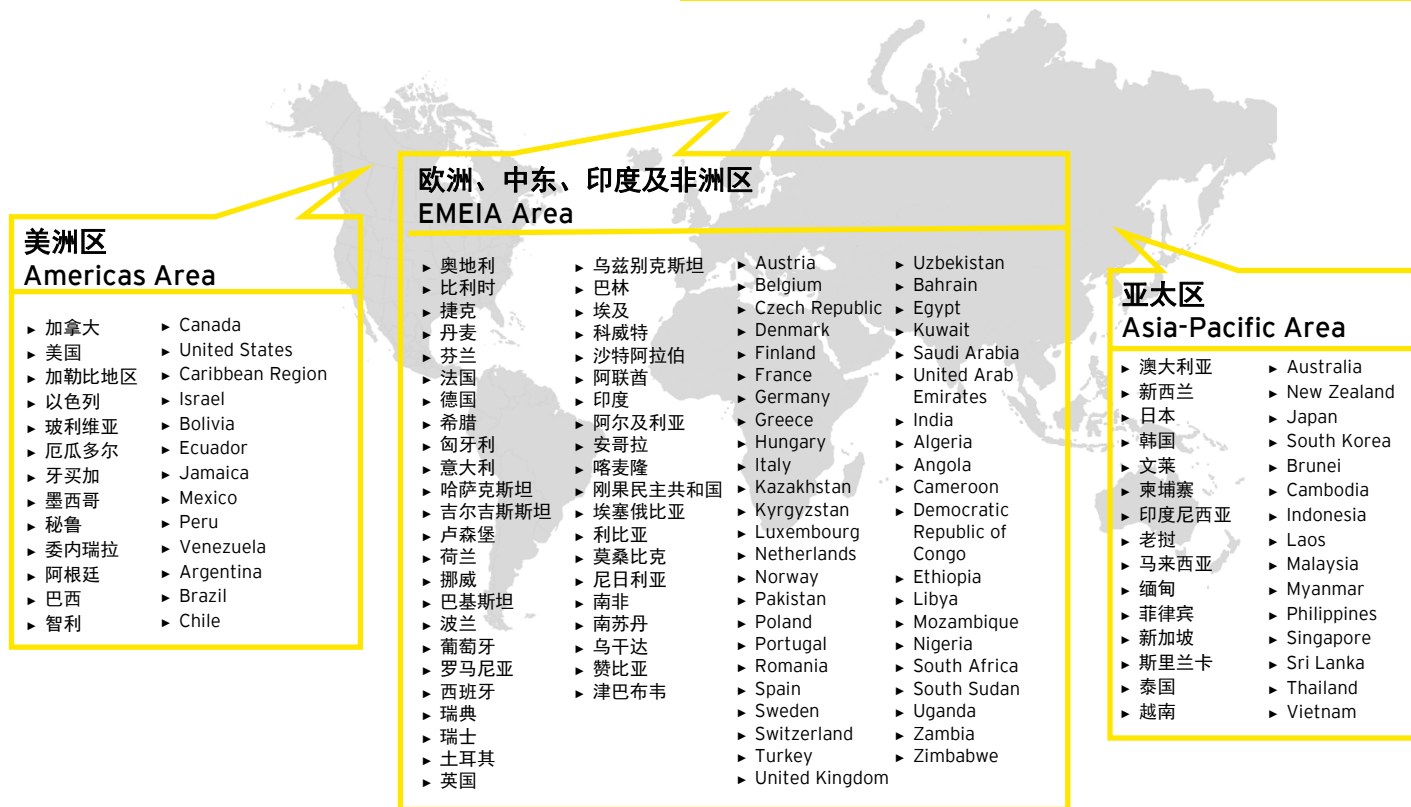 美洲区
Americas Area
► 加拿大
► 美国
► 加勒比地区
► 以色列
► 玻利维亚
► 厄瓜多尔
► 牙买加
► 墨西哥
► 秘鲁
► 委内瑞拉
► 阿根廷
► 巴西
► 智利
► Canada
► United States
► Caribbean Region
► Israel
► Bolivia
► Ecuador
► Jamaica
► Mexico
► Peru
► Venezuela
► Argentina
► Brazil
► Chile
欧洲、中东、印度及非洲区
EMEIA Area
► 奥地利
► 比利时
► 捷克
► 丹麦
► 芬兰
► 法国
► 德国
► 希腊
► 匈牙利
► 意大利
► 哈萨克斯坦
► 吉尔吉斯斯坦
► 卢森堡
► 荷兰
► 挪威
► 巴基斯坦
► 波兰
► 葡萄牙
► 罗马尼亚
► 西班牙
► 瑞典
► 瑞士
► 土耳其
► 英国
► 乌兹别克斯坦
► 巴林
► 埃及
► 科威特
► 沙特阿拉伯
► 阿联酋
► 印度
► 阿尔及利亚
► 安哥拉
► 喀麦隆
► 刚果民主共和国
► 埃塞俄比亚
► 利比亚
► 莫桑比克
► 尼日利亚
► 南非
► 南苏丹
► 乌干达
► 赞比亚
► 津巴布韦
► Austria
► Belgium
► Czech Republic
► Denmark
► Finland
► France
► Germany
► Greece
► Hungary
► Italy
► Kazakhstan
► Kyrgyzstan
► Luxembourg
► Netherlands
► Norway
► Pakistan
► Poland
► Portugal
► Romania
► Spain
► Sweden
► Switzerland
► Turkey
► United Kingdom
► Uzbekistan
► Bahrain
► Egypt
► Kuwait
► Saudi Arabia
► United Arab
Emirates
► India
► Algeria
► Angola
► Cameroon
► Democratic
Republic of
Congo
► Ethiopia
► Libya
► Mozambique
► Nigeria
► South Africa
► South Sudan
► Uganda
► Zambia
► Zimbabwe
亚太区
Asia-Pacific Area
► 澳大利亚
► 新西兰
► 日本
► 韩国
► 文莱
► 柬埔寨
► 印度尼西亚
► 老挝
► 马来西亚
► 缅甸
► 菲律宾
► 新加坡
► 斯里兰卡
► 泰国
► 越南
► Australia
► New Zealand
► Japan
► South Korea
► Brunei
► Cambodia
► Indonesia
► Laos
► Malaysia
► Myanmar
► Philippines
► Singapore
► Sri Lanka
► Thailand
► Vietnam